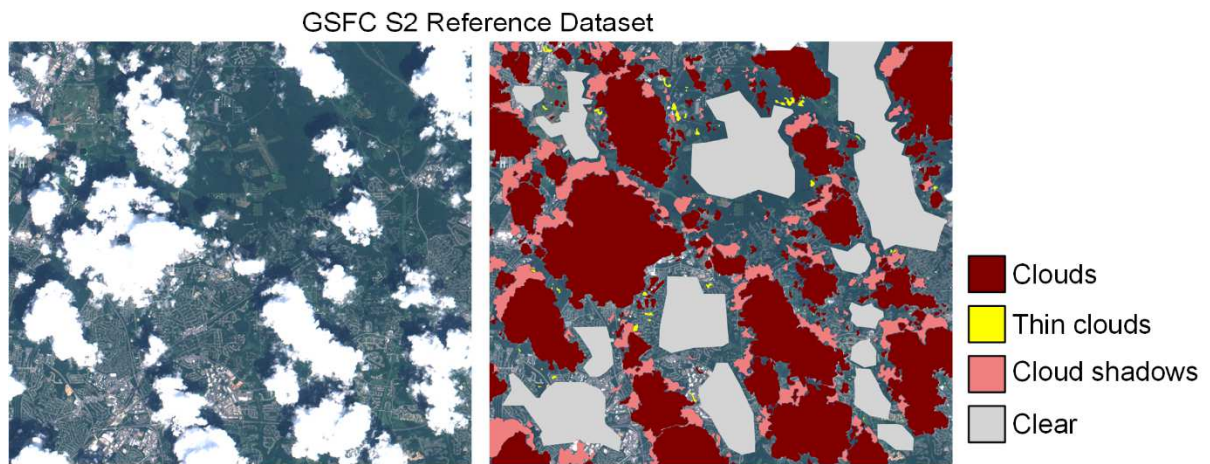 GSFC S2 Reference Dataset
Clouds
Thin clouds
Cloud shadows
Clear